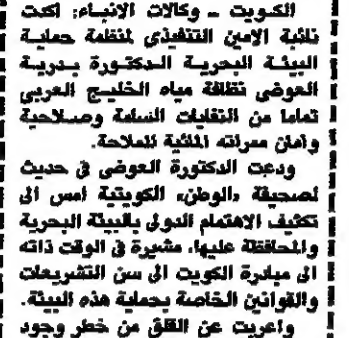 الكويت - وكالات الانباء: اكدت
نائبة الامين التنفيذي لمنظمة حماية
البيئة البحرية الدكتورة بدرية
العوضي نظافة مياه الخليج العربي
تماما من النفايات السامة وصلاحية
وأمان ممراته المائية للملاحة.
ودعت الدكتورة العوضي في حديث
لصحيفة «الوطن» الكويتية امس الى
تكثيف الاهتمام الدولي بالبيئة البحرية
والمحافظة عليها، مشيرة في الوقت ذاته
الى مبادرة الكويت الى سن التشريعات
والقوانين الخاصة بحماية هذه البيئة.
واعربت عن القلق من خطر وجود